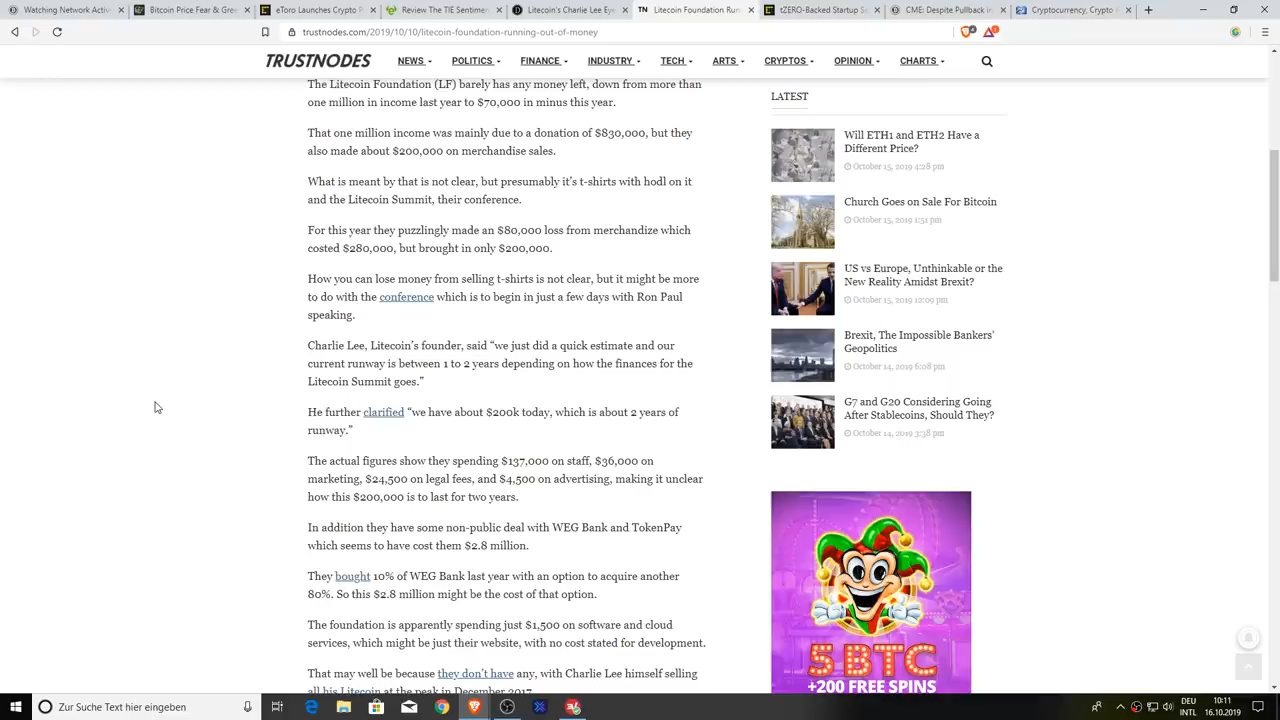 Watching Network Activ
Bitcoin Price Fear & Gree
eToro Launches Crypto P
LTC The TIE Sentimen
Litecoin's Charlie Lee
TN Litecoin Foundation Run
tZERO-Backed Startup S
Cryptocurrency, Crypto
trustnodes.com/2019/10/10/litecoin-foundation-running-out-of-money
TRUSTNODES
NEWS
POLITICS
FINANCE
INDUSTRY
TECH
ARTS
CRYPTOS
OPINION
CHARTS
The Litecoin Foundation (LF) barely has any money left, down from more than
one million in income last year to $70,000 in minus this year.
That one million income was mainly due to a donation of $830,000, but they
also made about $200,000 on merchandise sales.
What is meant by that is not clear, but presumably it's t-shirts with hodl on it
and the Litecoin Summit, their conference.
For this year they puzzlingly made an $80,000 loss from merchandize which
costed $280,000, but brought in only $200,000.
How you can lose money from selling t-shirts is not clear, but it might be more
to do with the conference which is to begin in just a few days with Ron Paul
speaking.
Charlie Lee, Litecoin's founder, said “we just did a quick estimate and our
current runway is between 1 to 2 years depending on how the finances for the
Litecoin Summit goes.”
He further clarified “we have about $200k today, which is about 2 years of
runway.”
The actual figures show they spending $137,000 on staff, $36,000 on
marketing, $24,500 on legal fees, and $4,500 on advertising, making it unclear
how this $200,000 is to last for two years.
In addition they have some non-public deal with WEG Bank and TokenPay
which seems to have cost them $2.8 million.
They bought 10% of WEG Bank last year with an option to acquire another
80%. So this $2.8 million might be the cost of that option.
The foundation is apparently spending just $1,500 on software and cloud
services, which might be just their website, with no cost stated for development.
That may well be because they don't have any, with Charlie Lee himself selling
all his Litecoin at the peak in December 2017.
LATEST
Will ETH1 and ETH2 Have a
Different Price?
October 15, 2019 4:28 pm
Church Goes on Sale For Bitcoin
October 15, 2019 1:51 pm
US vs Europe, Unthinkable or the
New Reality Amidst Brexit?
October 15, 2019 12:09 pm
Brexit, The Impossible Bankers'
Geopolitics
October 14, 2019 6:08 pm
G7 and G20 Considering Going
After Stablecoins, Should They?
October 14, 2019 3:38 pm
5 BTC
+200 FREE SPINS
Zur Suche Text hier eingeben
DEU
INTL
10:11
16.10.2019